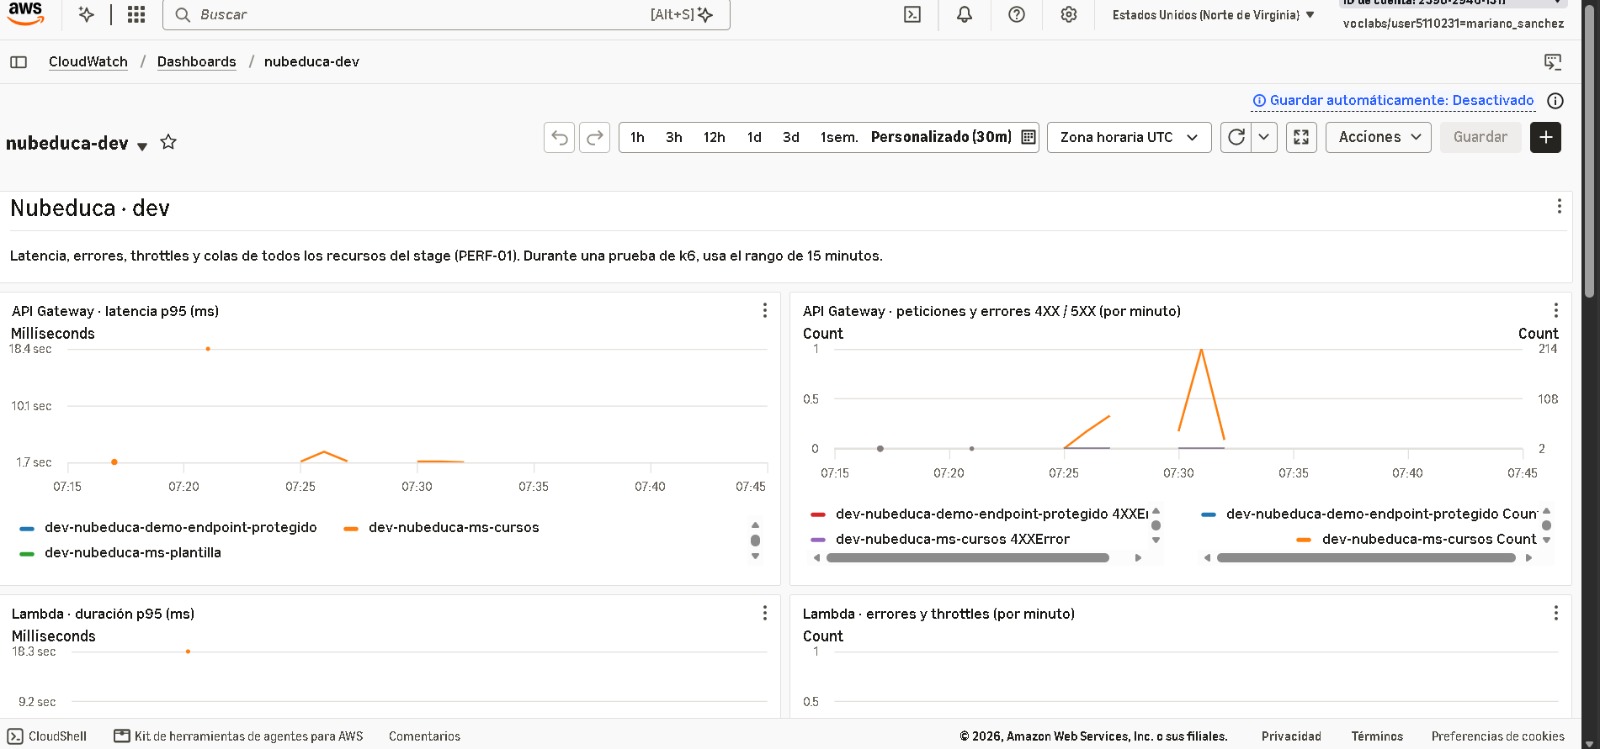 aws
Buscar
[Alt+S]
Estados Unidos (Norte de Virginia)
voclabs/user5110231=mariano_sanchez
CloudWatch / Dashboards / nubeduca-dev
Guardar automáticamente: Desactivado
nubeduca-dev
1h 3h 12h 1d 3d 1sem. Personalizado (30m)
Zona horaria UTC
Acciones
Guardar
Nubeduca · dev
Latencia, errores, throttles y colas de todos los recursos del stage (PERF-01). Durante una prueba de k6, usa el rango de 15 minutos.
API Gateway · latencia p95 (ms)
Milliseconds
18.4 sec
10.1 sec
1.7 sec
07:15 07:20 07:25 07:30 07:35 07:40 07:45
dev-nubeduca-demo-endpoint-protegido
dev-nubeduca-ms-cursos
dev-nubeduca-ms-plantilla
API Gateway · peticiones y errores 4XX / 5XX (por minuto)
Count Count
1 214
0.5 108
0 2
07:15 07:20 07:25 07:30 07:35 07:40 07:45
dev-nubeduca-demo-endpoint-protegido 4XXEr
dev-nubeduca-ms-cursos 4XXError
dev-nubeduca-demo-endpoint-protegido Coun
dev-nubeduca-ms-cursos Count
Lambda · duración p95 (ms)
Milliseconds
18.3 sec
9.2 sec
Lambda · errores y throttles (por minuto)
Count
1
0.5
CloudShell
Kit de herramientas de agentes para AWS
Comentarios
© 2026, Amazon Web Services, Inc. o sus filiales.
Privacidad
Términos
Preferencias de cookies